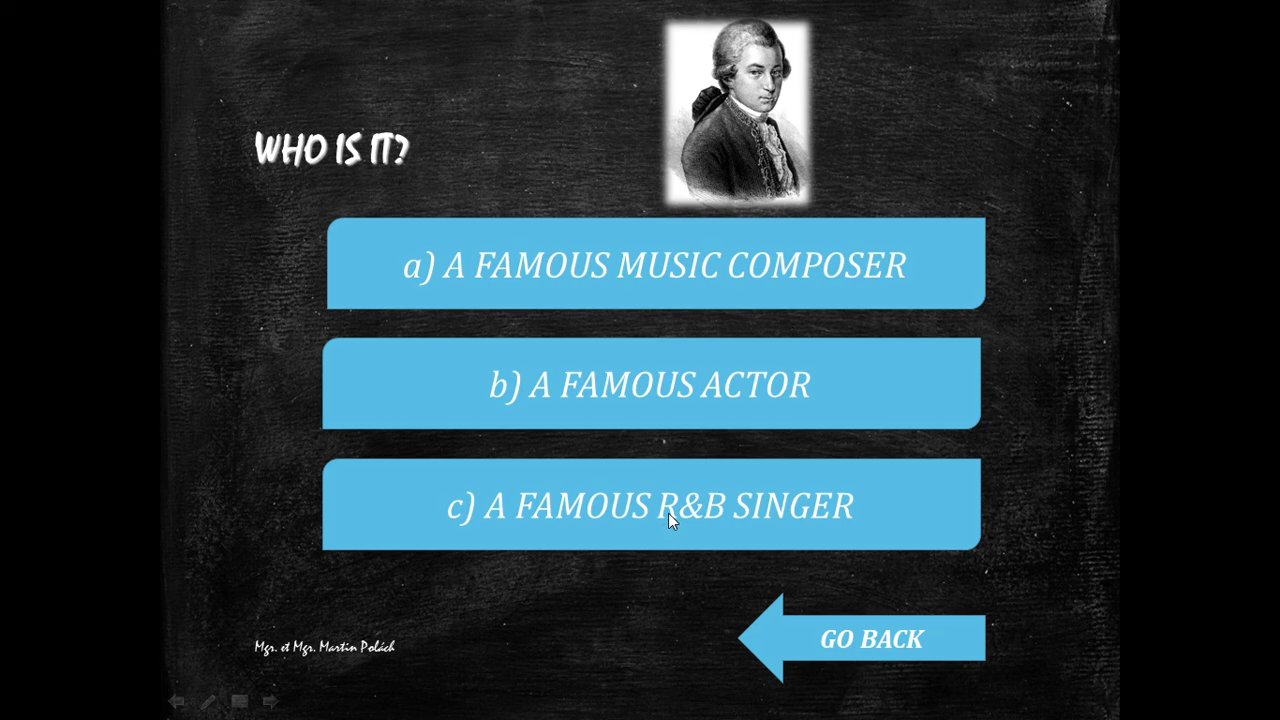 WHO IS IT?
a) A FAMOUS MUSIC COMPOSER
b) A FAMOUS ACTOR
c) A FAMOUS R&B SINGER
GO BACK
Mgr. et Mgr. Martin Polách